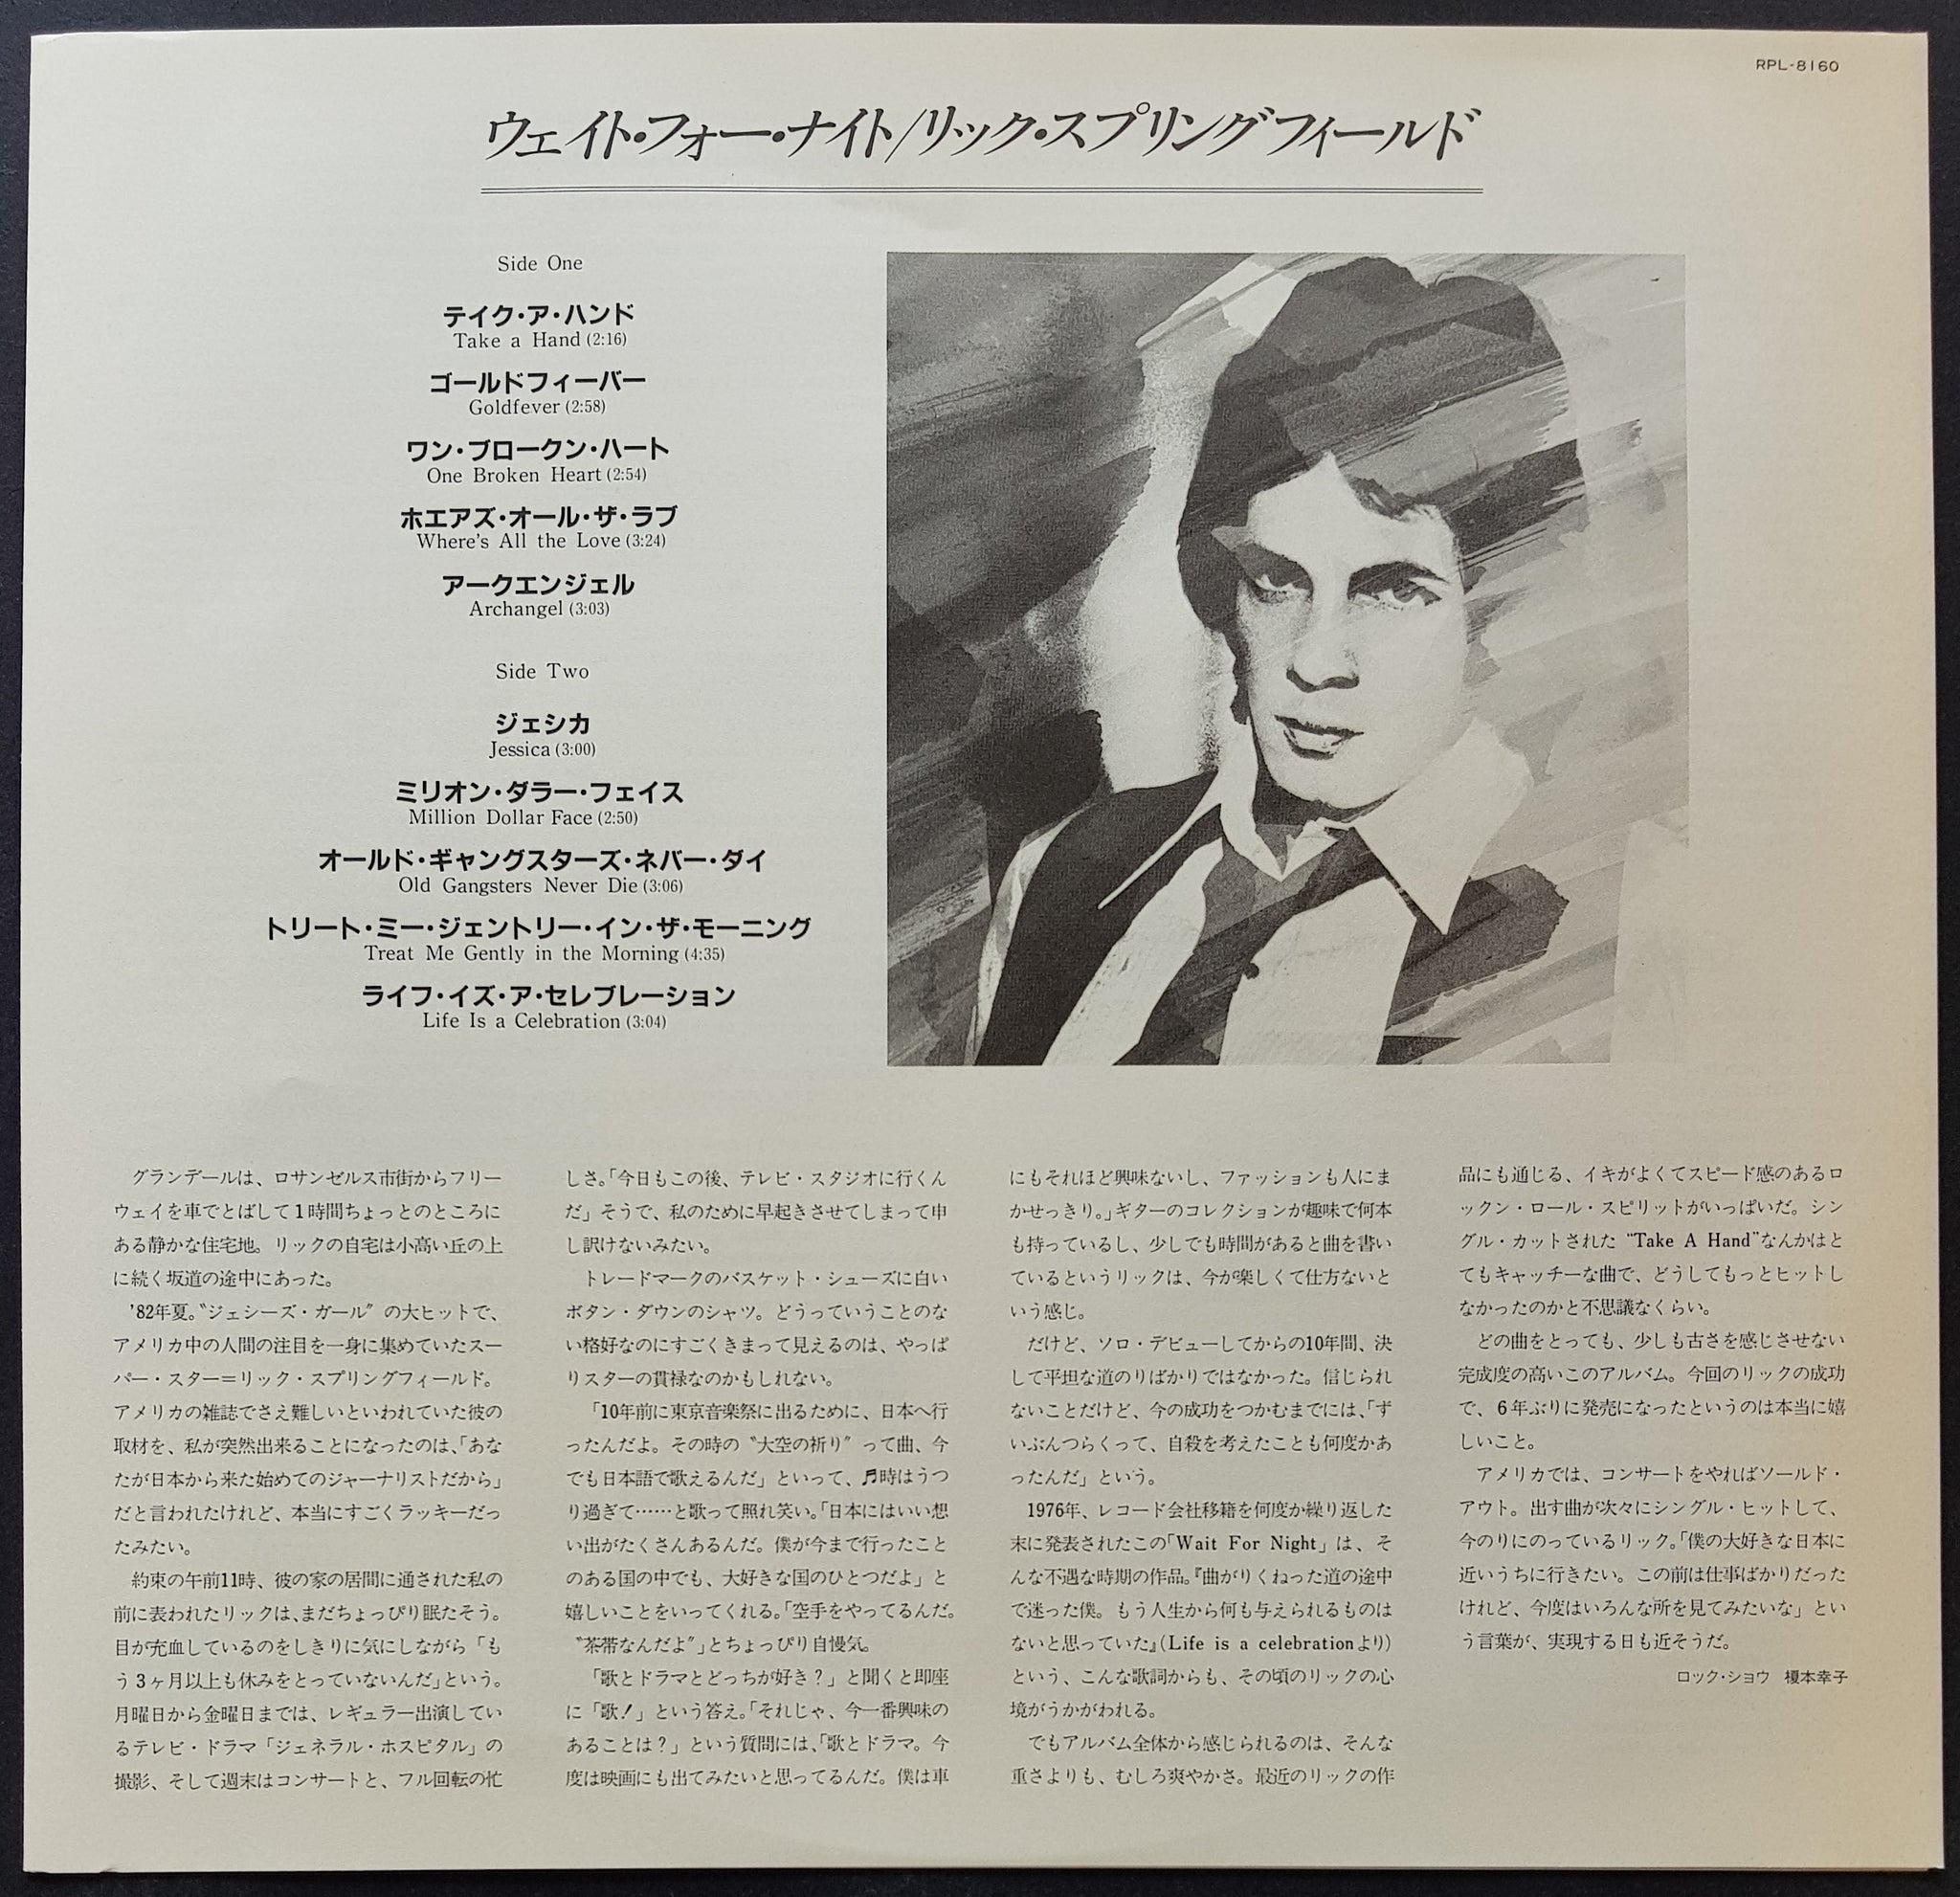 RPL-8160
ウェイト・フォー・ナイト/リック・スプリングフィールド
Side One
テイク・ア・ハンド
Take a Hand (2:16)
ゴールドフィーバー
Goldfever (2:58)
ワン・ブロークン・ハート
One Broken Heart (2:54)
ホエアズ・オール・ザ・ラブ
Where's All the Love (3:24)
アークエンジェル
Archangel (3:03)
Side Two
ジェシカ
Jessica (3:00)
ミリオン・ダラー・フェイス
Million Dollar Face (2:50)
オールド・ギャングスターズ・ネバー・ダイ
Old Gangsters Never Die (3:06)
トリート・ミー・ジェントリー・イン・ザ・モーニング
Treat Me Gently in the Morning (4:35)
ライフ・イズ・ア・セレブレーション
Life Is a Celebration (3:04)
グランデールは、ロサンゼルス市街からフリー
ウェイを車でとばして1時間ちょっとのところに
ある静かな住宅地。リックの自宅は小高い丘の上
に続く坂道の途中にあった。
'82年夏。〝ジェシーズ・ガール〟の大ヒットで、
アメリカ中の人間の注目を一身に集めていたスー
パー・スター=リック・スプリングフィールド。
アメリカの雑誌でさえ難しいといわれていた彼の
取材を、私が突然出来ることになったのは、「あな
たが日本から来た始めてのジャーナリストだから」
だと言われたけれど、本当にすごくラッキーだっ
たみたい。
約束の午前11時、彼の家の居間に通された私の
前に表われたリックは、まだちょっぴり眠たそう。
目が充血しているのをしきりに気にしながら「も
う3ヶ月以上も休みをとっていないんだ」という。
月曜日から金曜日までは、レギュラー出演してい
るテレビ・ドラマ「ジェネラル・ホスピタル」の
撮影、そして週末はコンサートと、フル回転の忙
しさ。「今日もこの後、テレビ・スタジオに行くん
だ」そうで、私のために早起きさせてしまって申
し訳けないみたい。
トレードマークのバスケット・シューズに白い
ボタン・ダウンのシャツ。どうっていうことのな
い格好なのにすごくきまって見えるのは、やっぱ
りスターの貫禄なのかもしれない。
「10年前に東京音楽祭に出るために、日本へ行
ったんだよ。その時の〝大空の祈り〟って曲、今
でも日本語で歌えるんだ」といって、♬時はうつ
り過ぎて……と歌って照れ笑い。「日本にはいい想
い出がたくさんあるんだ。僕が今まで行ったこと
のある国の中でも、大好きな国のひとつだよ」と
嬉しいことをいってくれる。「空手をやってるんだ。
〝茶帯なんだよ〟」とちょっぴり自慢気。
「歌とドラマとどっちが好き?」と聞くと即座
に「歌!」という答え。「それじゃ、今一番興味の
あることは?」という質問には、「歌とドラマ。今
度は映画にも出てみたいと思ってるんだ。僕は車
にもそれほど興味ないし、ファッションも人にま
かせっきり。」ギターのコレクションが趣味で何本
も持っているし、少しでも時間があると曲を書い
ているというリックは、今が楽しくて仕方ないと
いう感じ。
だけど、ソロ・デビューしてからの10年間、決
して平坦な道のりばかりではなかった。信じられ
ないことだけど、今の成功をつかむまでには、「ず
いぶんつらくって、自殺を考えたことも何度かあ
ったんだ」という。
1976年、レコード会社移籍を何度か繰り返した
末に発表されたこの「Wait For Night」は、そ
んな不遇な時期の作品。『曲がりくねった道の途中
で迷った僕。もう人生から何も与えられるものは
ないと思っていた』(Life is a celebrationより)
という、こんな歌詞からも、その頃のリックの心
境がうかがわれる。
でもアルバム全体から感じられるのは、そんな
重さよりも、むしろ爽やかさ。最近のリックの作
品にも通じる、イキがよくてスピード感のあるロ
ックン・ロール・スピリットがいっぱいだ。シン
グル・カットされた “Take A Hand”なんかはと
てもキャッチーな曲で、どうしてもっとヒットし
なかったのかと不思議なくらい。
どの曲をとっても、少しも古さを感じさせない
完成度の高いこのアルバム。今回のリックの成功
で、6年ぶりに発売になったというのは本当に嬉
しいこと。
アメリカでは、コンサートをやればソールド・
アウト。出す曲が次々にシングル・ヒットして、
今のりにのっているリック。「僕の大好きな日本に
近いうちに行きたい。この前は仕事ばかりだった
けれど、今度はいろんな所を見てみたいな」とい
う言葉が、実現する日も近そうだ。
ロック・ショウ 榎本幸子